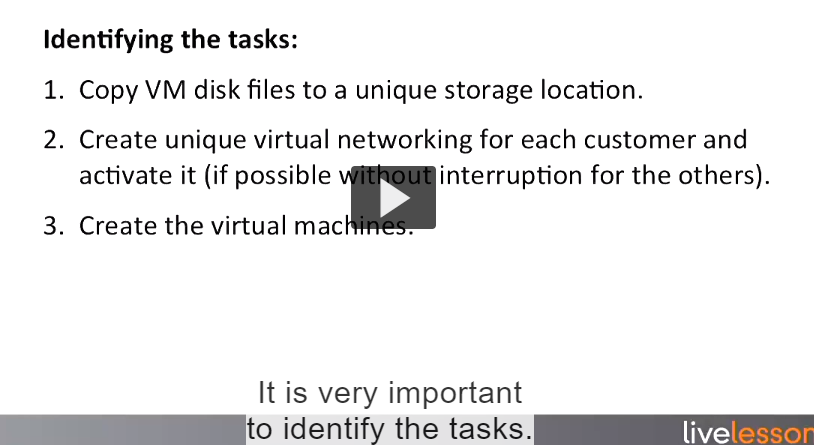 Identifying the tasks:
1. Copy VM disk files to a unique storage location.
2. Create unique virtual networking for each customer and
activate it (if possible without interruption for the others).
3. Create the virtual machines.
It is very important
to identify the tasks.
livelesson